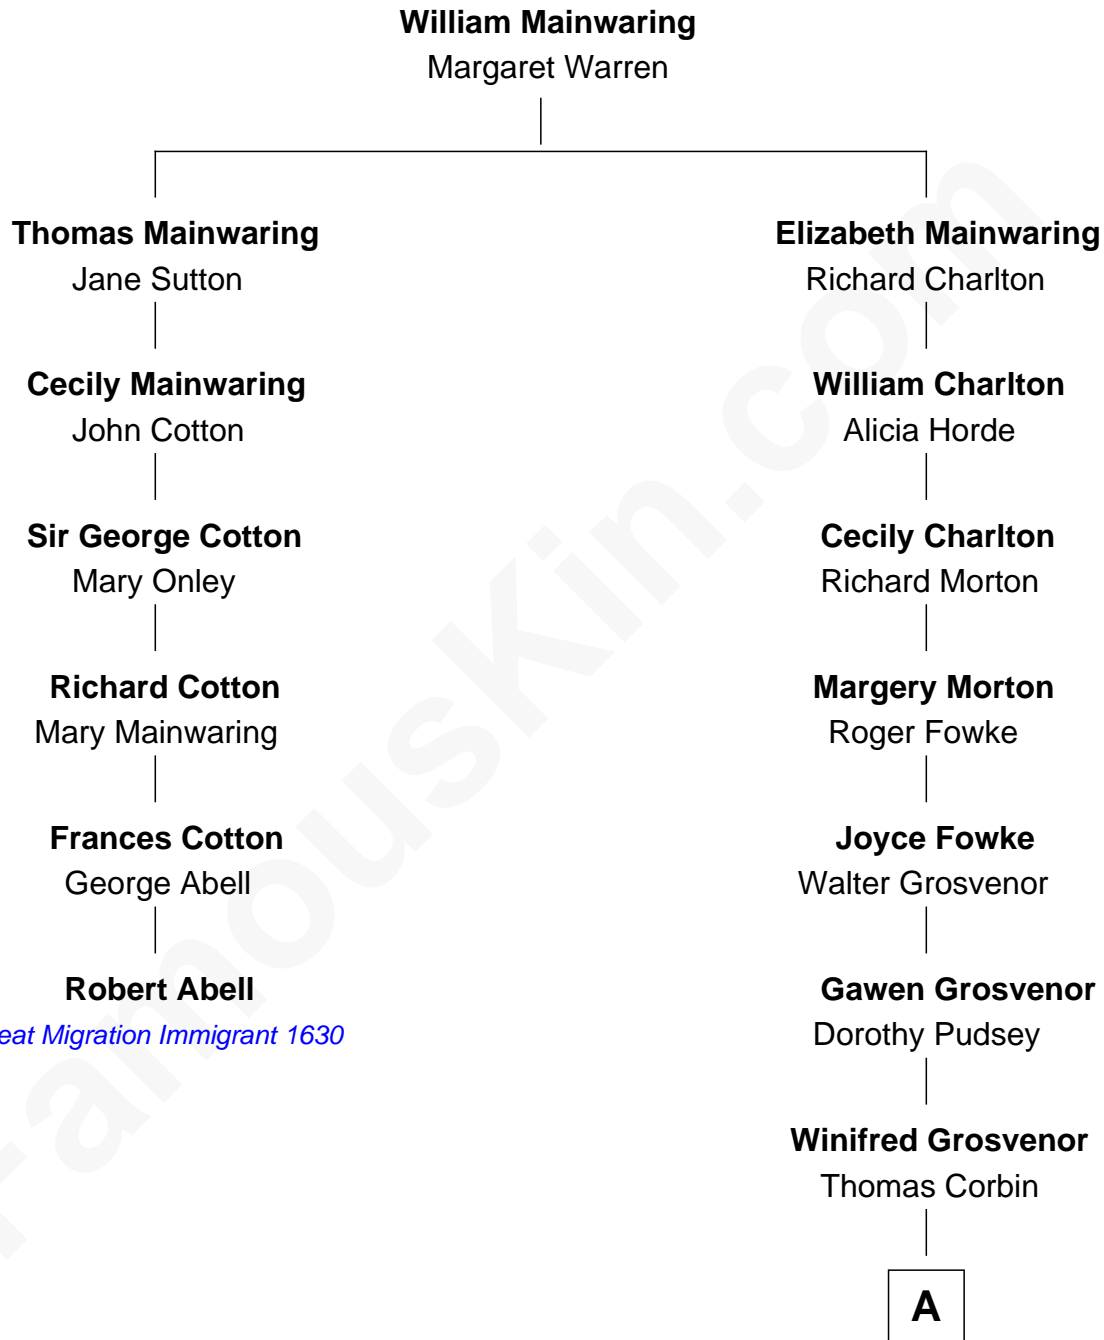 William Mainwaring
Margaret Warren
Thomas Mainwaring
Jane Sutton
Elizabeth Mainwaring
Richard Charlton
Cecily Mainwaring
John Cotton
William Charlton
Alicia Horde
Sir George Cotton
Mary Onley
Cecily Charlton
Richard Morton
Richard Cotton
Mary Mainwaring
Margery Morton
Roger Fowke
Frances Cotton
George Abell
Joyce Fowke
Walter Grosvenor
Robert Abell
eat Migration Immigrant 1630
Gawen Grosvenor
Dorothy Pudsey
Winifred Grosvenor
Thomas Corbin
A
FamousKin.com